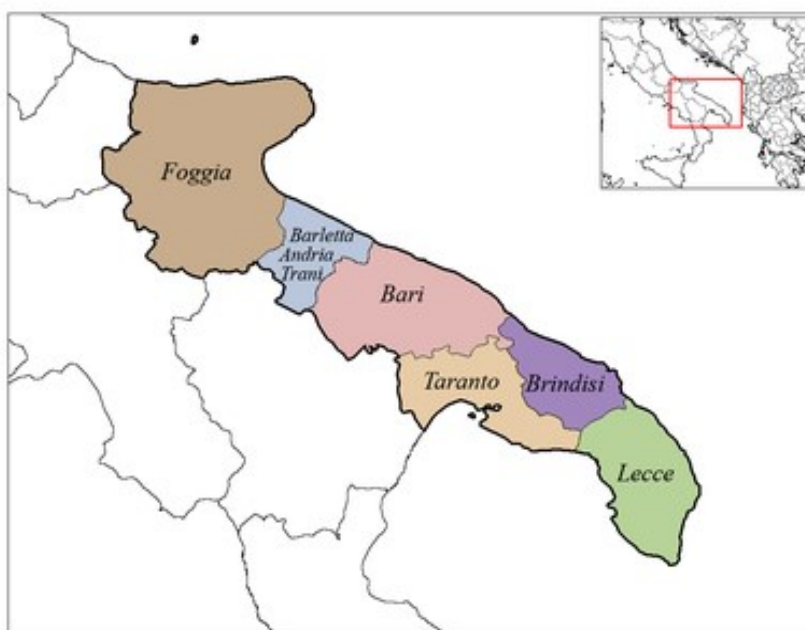 Foggia
Barletta
Andria
Trani
Bari
Taranto
Brindisi
Lecce